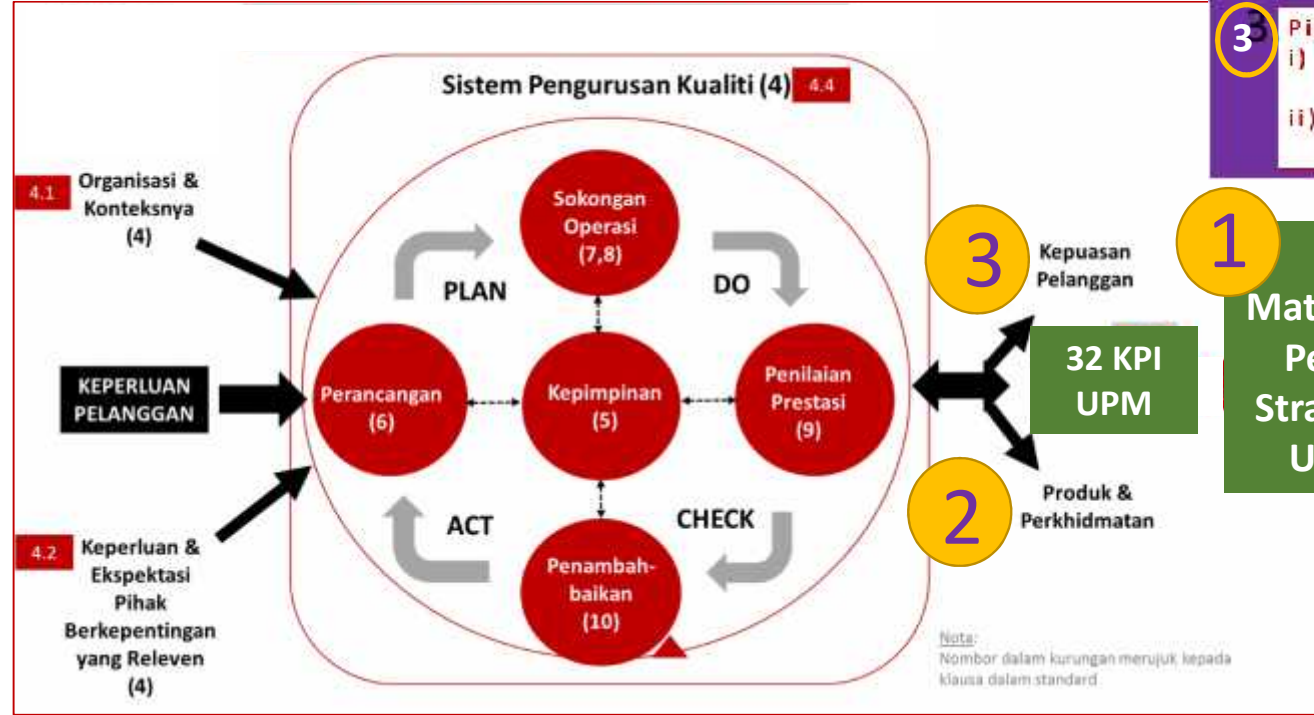 Sistem Pengurusan Kualiti (4) 4.4
4.1
Organisasi &
Konteksnya
(4)
KEPERLUAN
PELANGGAN
4.2
Keperluan &
Ekspektasi
Pihak
Berkepentingan
yang Releven
(4)
Sokongan
Operasi
(7,8)
PLAN
DO
Perancangan
(6)
Kepimpinan
(5)
Penilaian
Prestasi
(9)
ACT
CHECK
Penambah-
baikan
(10)
3
Kepuasan
Pelanggan
32 KPI
UPM
2
Produk &
Perkhidmatan
Nota:
Nombor dalam kurungan merujuk kepada
klausa dalam standard
3
i)
ii)
1